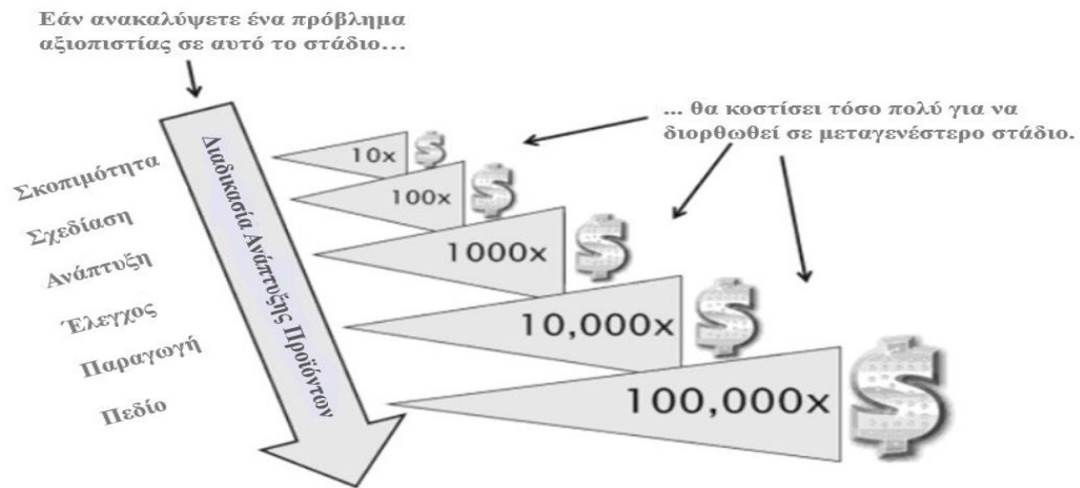 Εάν ανακαλύψετε ένα πρόβλημα
αξιοπιστίας σε αυτό το στάδιο…
... θα κοστίσει τόσο πολύ για να
διορθωθεί σε μεταγενέστερο στάδιο.
Διαδικασία Ανάπτυξης Προϊόντων
Σκοπιμότητα
Σχεδίαση
Ανάπτυξη
Έλεγχος
Παραγωγή
Πεδίο
10x $
100x $
1000x $
10,000x $
100,000x $